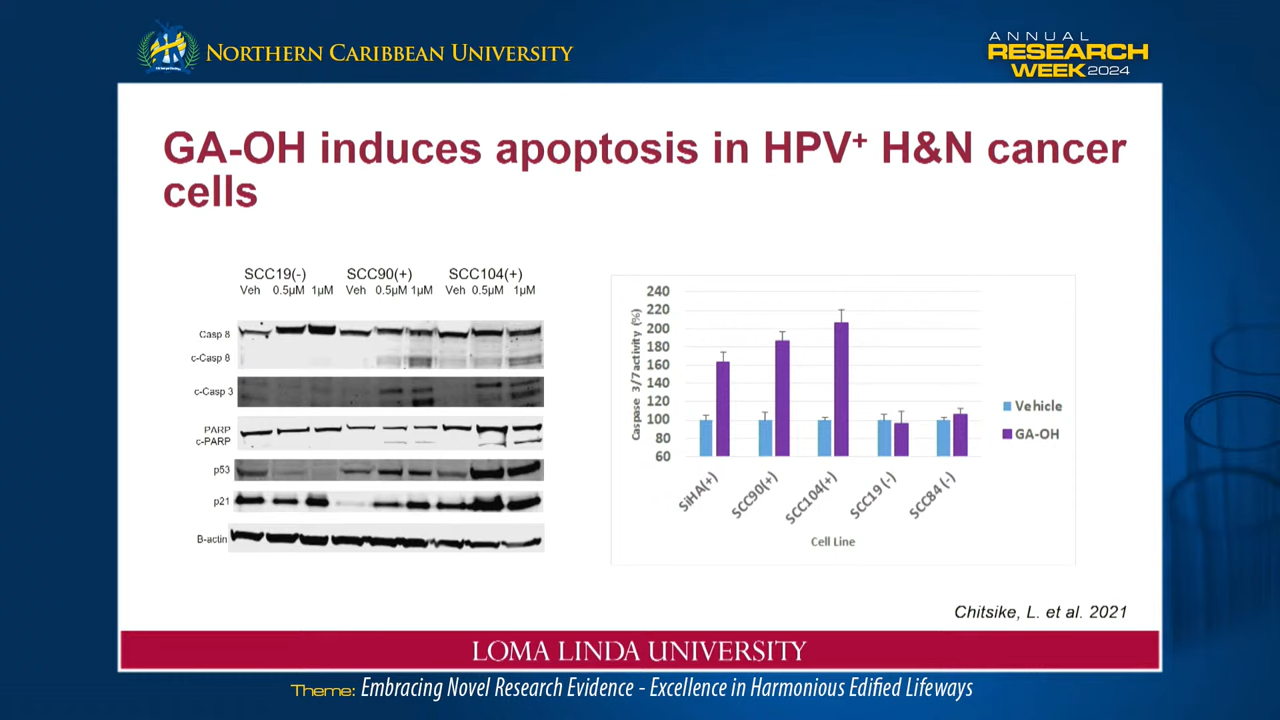 NORTHERN CARIBBEAN UNIVERSITY
ANNUAL
RESEARCH
WEEK 2024
GA-OH induces apoptosis in HPV+ H&N cancer
cells
SCC19(-) SCC90(+) SCC104(+)
Veh 0.5µM 1µM Veh 0.5µM 1µM Veh 0.5µM 1µM
Casp 8
c-Casp 8
c-Casp 3
PARP
c-PARP
p53
p21
B-actin
Caspase 3/7activity (%)
240
220
200
180
160
140
120
100
80
60
SiHA(+) SCC90(+) SCC104(+) SCC19 (-) SCC84 (-)
Cell Line
Vehicle
GA-OH
Chitsike, L. et al. 2021
LOMA LINDA UNIVERSITY
Theme: Embracing Novel Research Evidence - Excellence in Harmonious Edified Lifeways